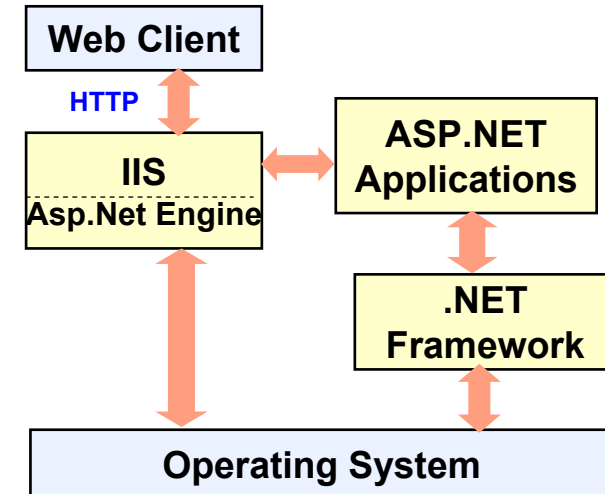 Web Client
HTTP
IIS
Asp.Net Engine
ASP.NET
Applications
.NET
Framework
Operating System